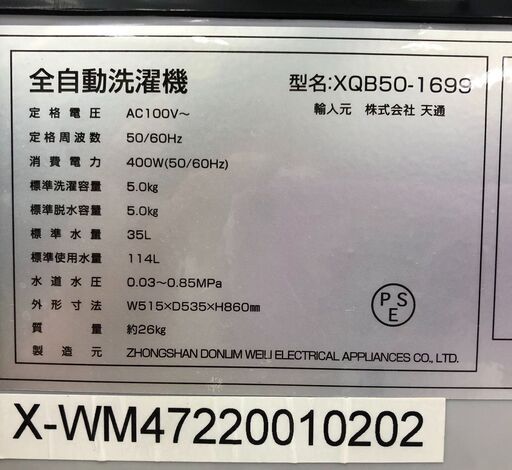 全自動洗濯機 型名:XQB50-1699
輸入元 株式会社 天通
定格電圧 AC100V~
定格周波数 50/60Hz
消費電力 400W(50/60Hz)
標準洗濯容量 5.0kg
標準脱水容量 5.0kg
標準水量 35L
標準使用水量 114L
水道水圧 0.03~0.85MPa
外形寸法 W515×D535×H860mm
質量 約26kg
製造元 ZHONGSHAN DONLIM WEILI ELECTRICAL APPLIANCES CO., LTD.
PSE
X-WM47220010202